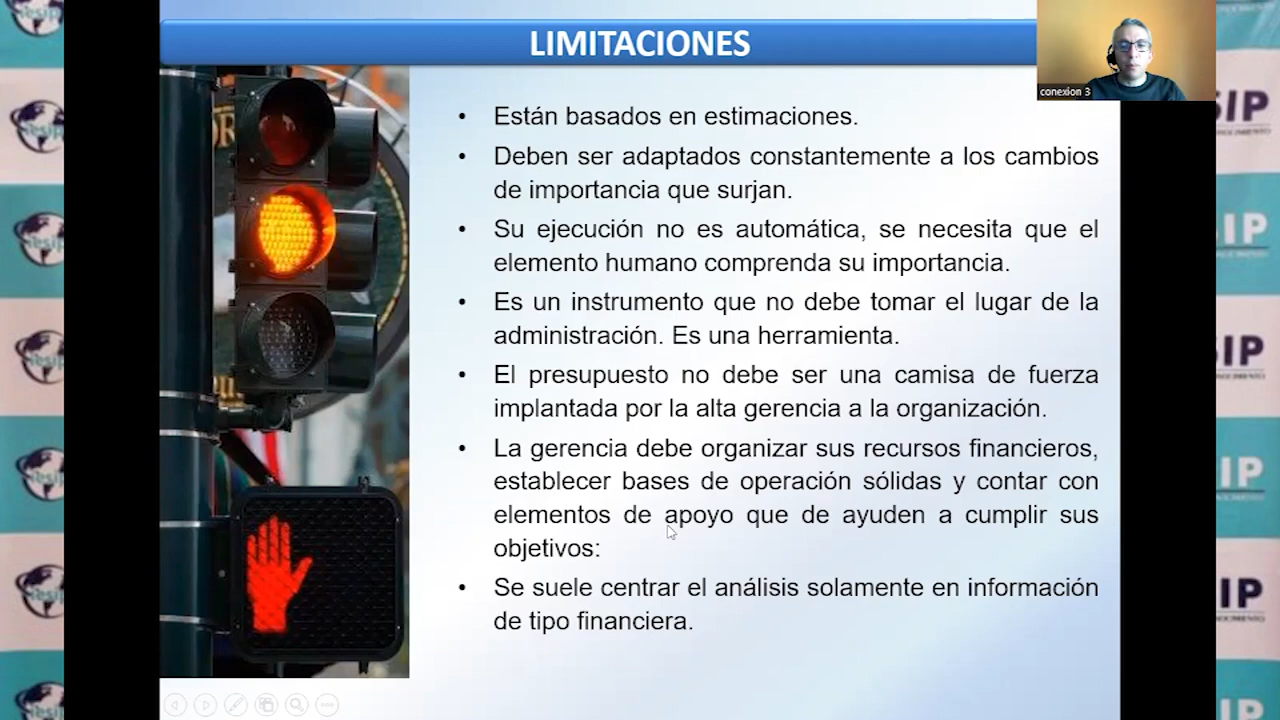 LIMITACIONES
conexion 3
• Están basados en estimaciones.
• Deben ser adaptados constantemente a los cambios
de importancia que surjan.
• Su ejecución no es automática, se necesita que el
elemento humano comprenda su importancia.
• Es un instrumento que no debe tomar el lugar de la
administración. Es una herramienta.
• El presupuesto no debe ser una camisa de fuerza
implantada por la alta gerencia a la organización.
• La gerencia debe organizar sus recursos financieros,
establecer bases de operación sólidas y contar con
elementos de apoyo que de ayuden a cumplir sus
objetivos:
• Se suele centrar el análisis solamente en información
de tipo financiera.